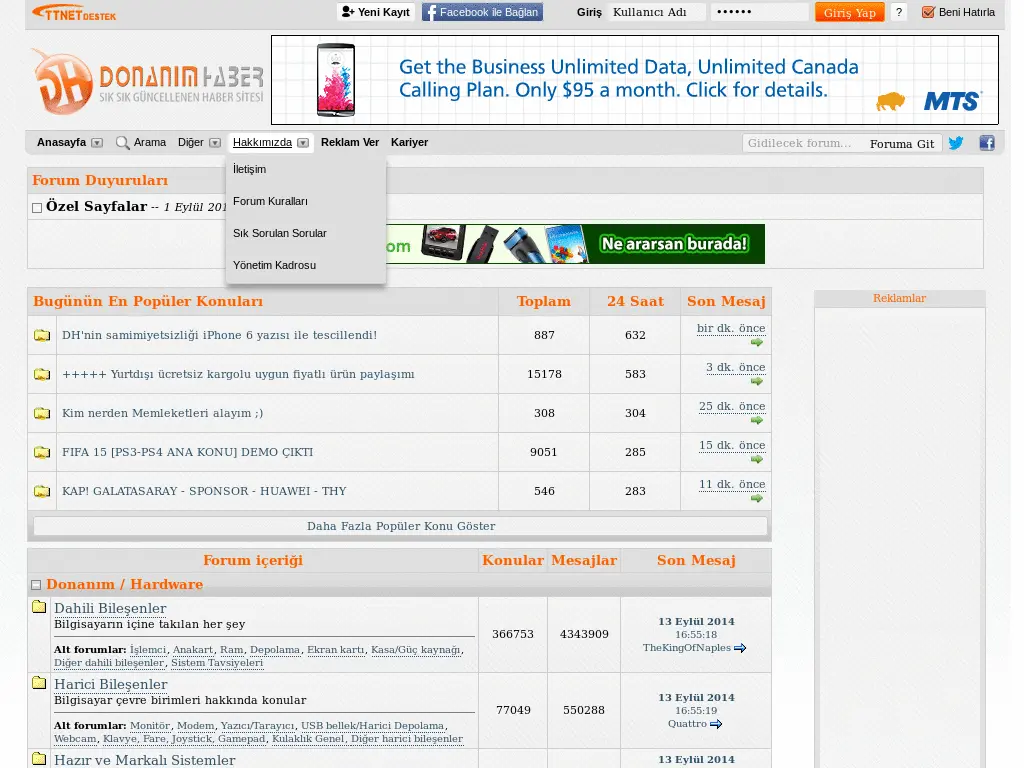 TTNET DESTEK
Yeni Kayıt
Facebook ile Bağlan
Giriş Kullanıcı Adı •••••• Giriş Yap ? Beni Hatırla
DONANIM HABER
SIK SIK GÜNCELLENEN HABER SİTESİ
Get the Business Unlimited Data, Unlimited Canada
Calling Plan. Only $95 a month. Click for details.
MTS
Anasayfa Arama Diğer Hakkımızda Reklam Ver Kariyer Gidilecek forum... Foruma Git
İletişim
Forum Kuralları
Sık Sorulan Sorular
Yönetim Kadrosu
Forum Duyuruları
Özel Sayfalar -- 1 Eylül 201
om Ne ararsan burada!
Bugünün En Popüler Konuları Toplam 24 Saat Son Mesaj
DH'nin samimiyetsizliği iPhone 6 yazısı ile tescillendi! 887 632 bir dk. önce
+++++ Yurtdışı ücretsiz kargolu uygun fiyatlı ürün paylaşımı 15178 583 3 dk. önce
Kim nerden Memleketleri alayım ;) 308 304 25 dk. önce
FIFA 15 [PS3-PS4 ANA KONU] DEMO ÇIKTI 9051 285 15 dk. önce
KAP! GALATASARAY - SPONSOR - HUAWEI - THY 546 283 11 dk. önce
Daha Fazla Popüler Konu Göster
Reklamlar
Forum içeriği Konular Mesajlar Son Mesaj
Donanım / Hardware
Dahili Bileşenler
Bilgisayarın içine takılan her şey
Alt forumlar: İşlemci, Anakart, Ram, Depolama, Ekran kartı, Kasa/Güç kaynağı,
Diğer dahili bileşenler, Sistem Tavsiyeleri
366753 4343909
13 Eylül 2014
16:55:18
TheKingOfNaples
Harici Bileşenler
Bilgisayar çevre birimleri hakkında konular
Alt forumlar: Monitör, Modem, Yazıcı/Tarayıcı, USB bellek/Harici Depolama,
Webcam, Klavye, Fare, Joystick, Gamepad, Kulaklık Genel, Diğer harici bileşenler
77049 550288
13 Eylül 2014
16:55:19
Quattro
Hazır ve Markalı Sistemler
13 Eylül 2014